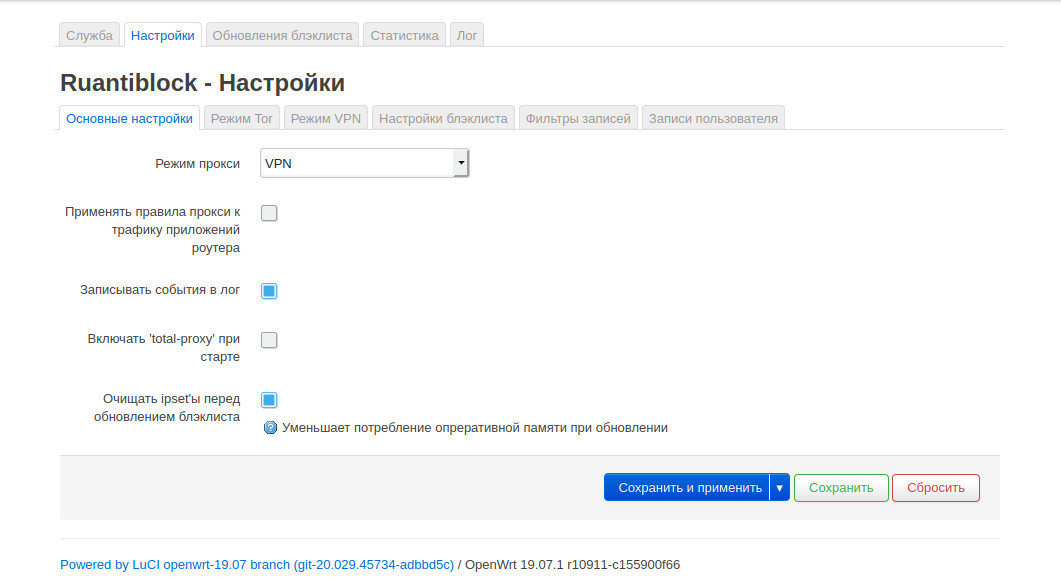 Служба Настройки Обновления блэклиста Статистика Лог
Ruantiblock - Настройки
Основные настройки Режим Tor Режим VPN Настройки блэклиста Фильтры записей Записи пользователя
Режим прокси VPN
Применять правила прокси к
трафику приложений
роутера
Записывать события в лог
Включать 'total-proxy' при
старте
Очищать ipset'ы перед
обновлением блэклиста
Уменьшает потребление опреративной памяти при обновлении
Сохранить и применить Сохранить Сбросить
Powered by LuCI openwrt-19.07 branch (git-20.029.45734-adbbd5c) / OpenWrt 19.07.1 r10911-c155900f66